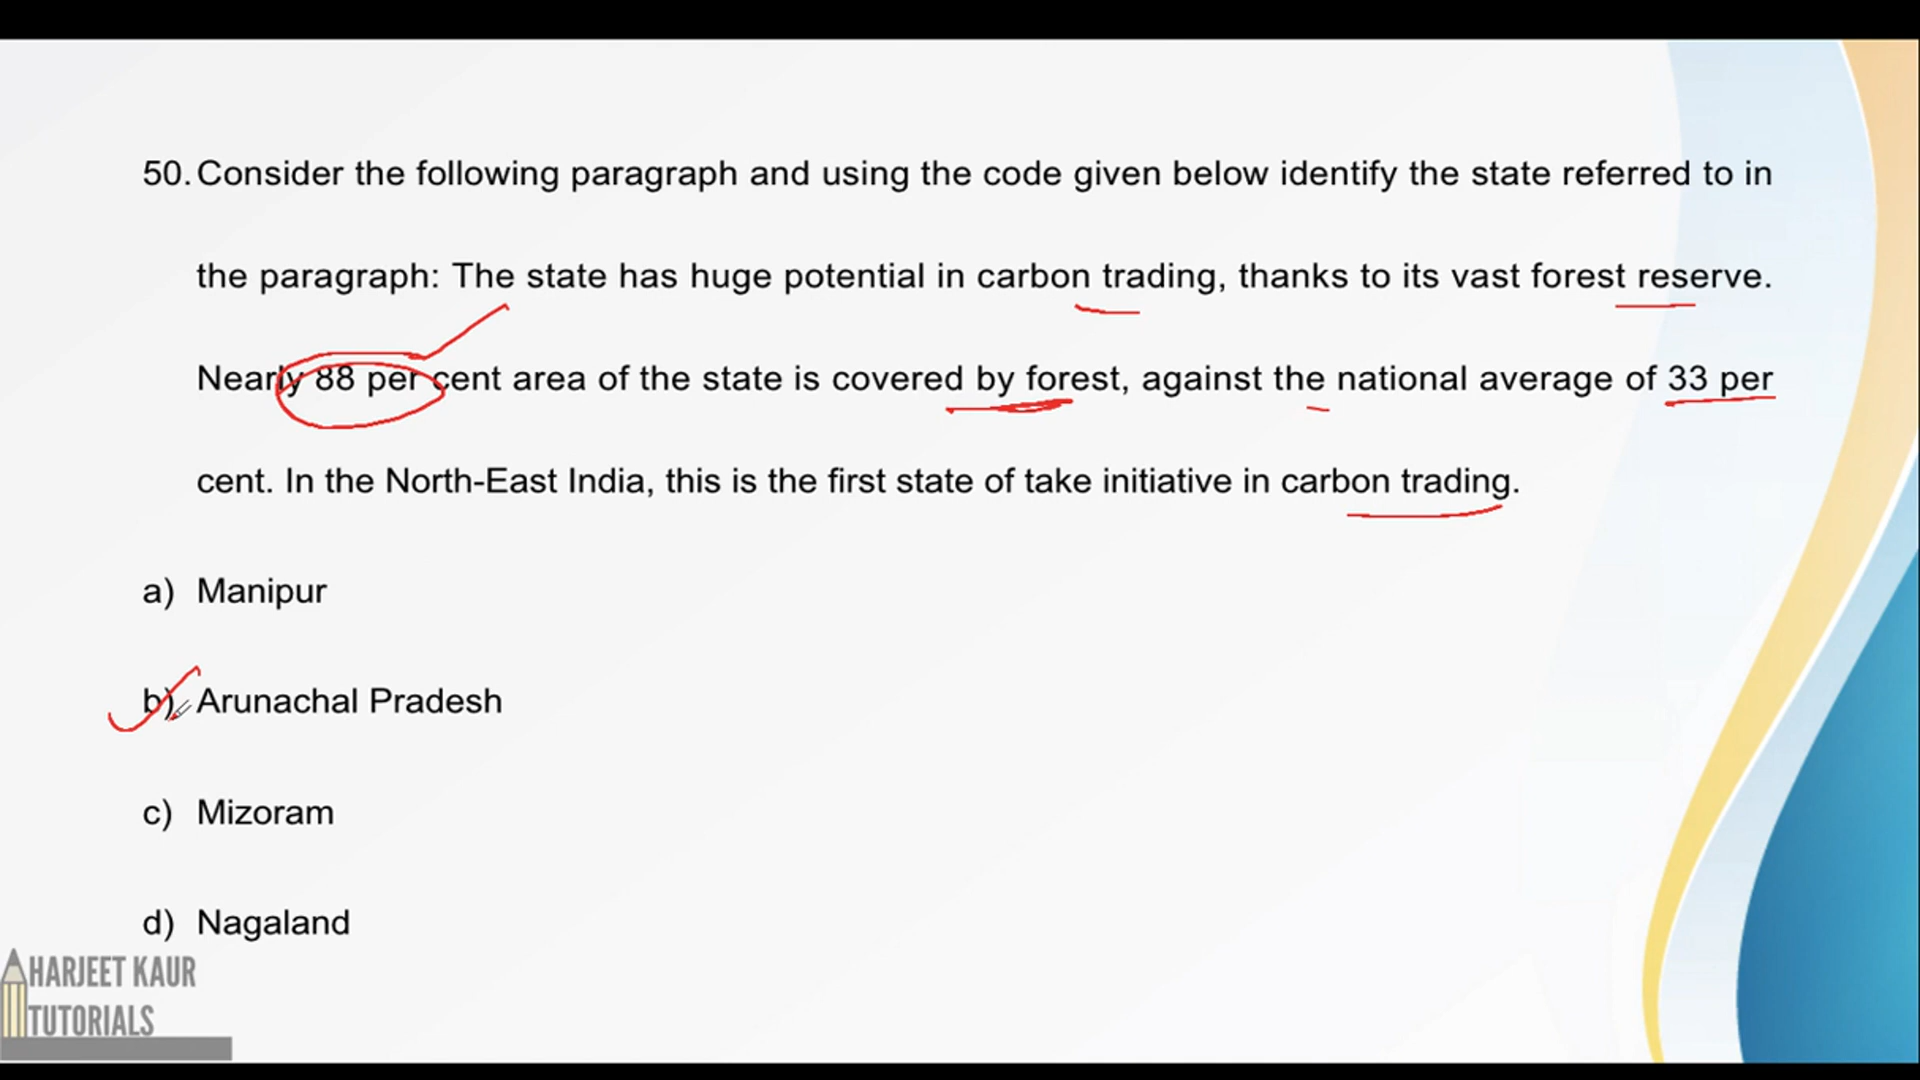 50. Consider the following paragraph and using the code given below identify the state referred to in
the paragraph: The state has huge potential in carbon trading, thanks to its vast forest reserve.
Nearly 88 per cent area of the state is covered by forest, against the national average of 33 per
cent. In the North-East India, this is the first state of take initiative in carbon trading.
a) Manipur
b) Arunachal Pradesh
c) Mizoram
d) Nagaland
HARJEET KAUR
TUTORIALS